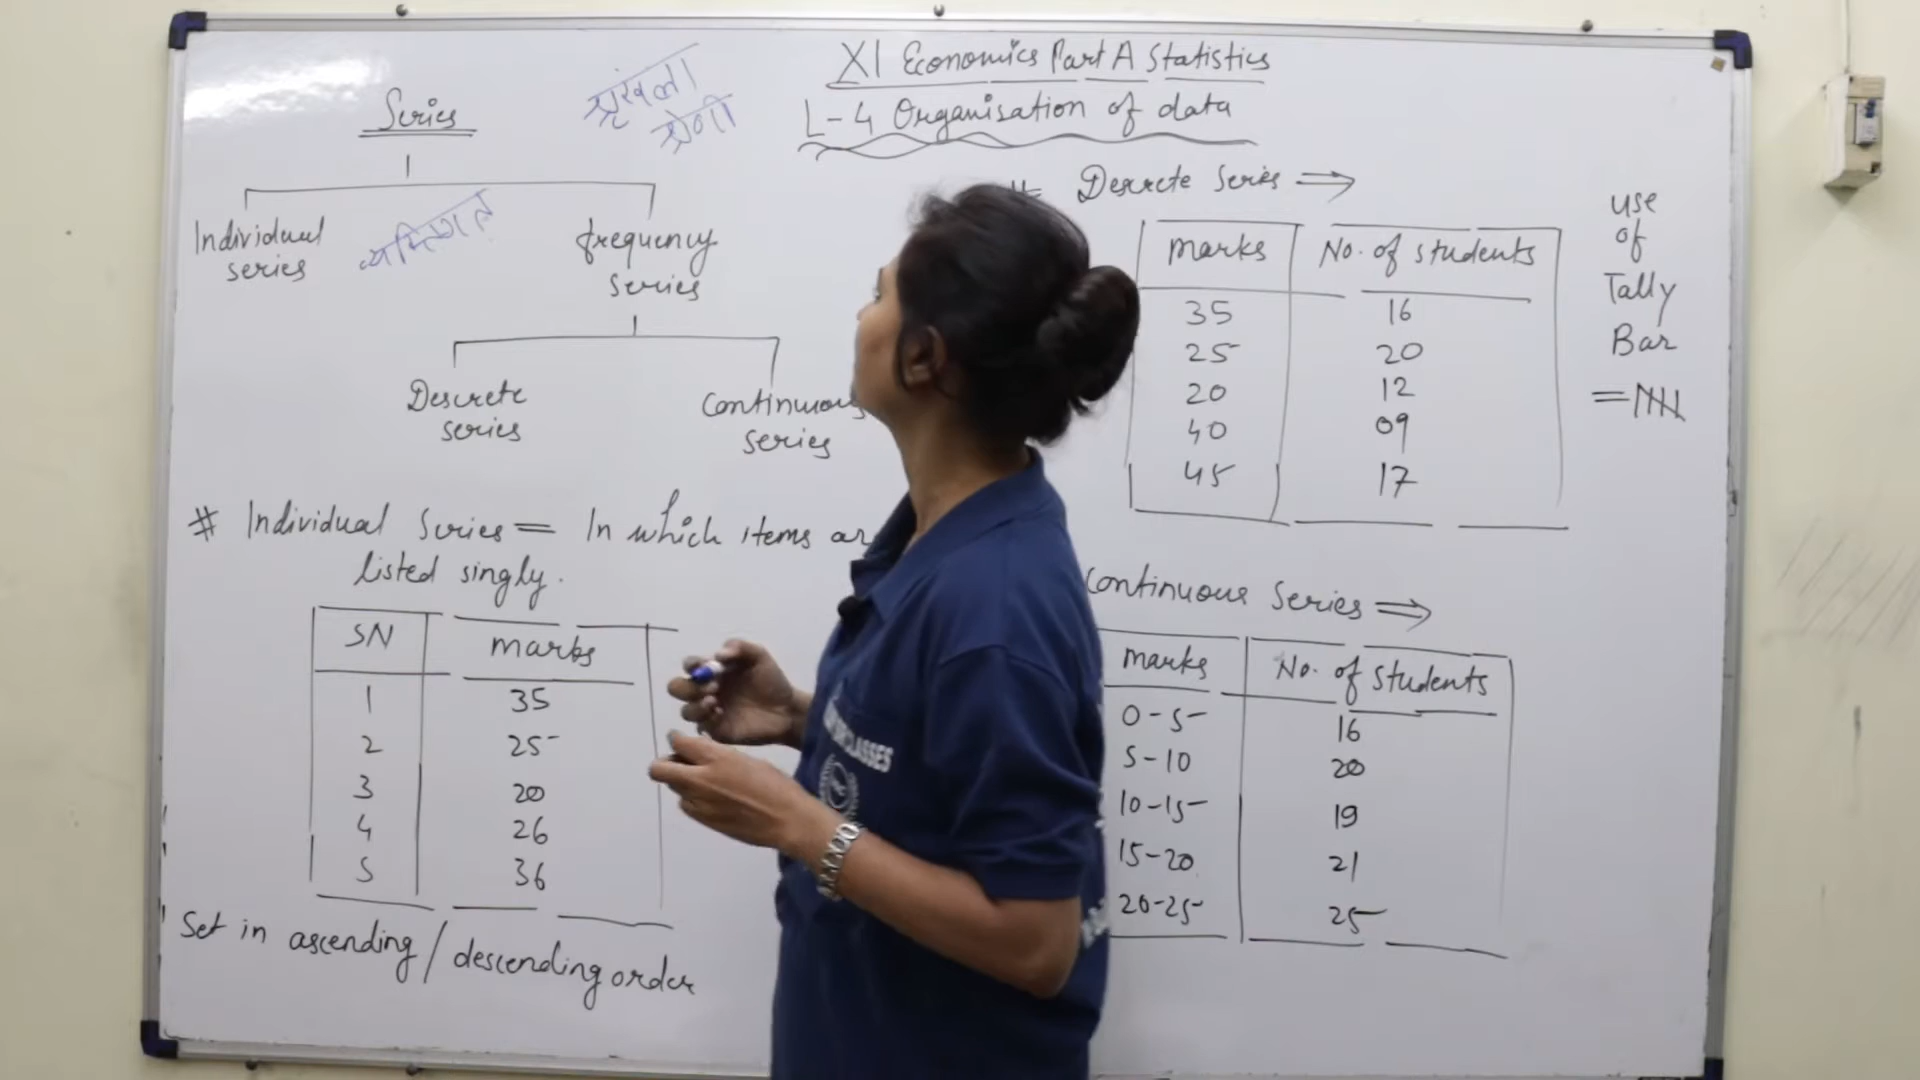 XI Economics Part A Statistics
L-4 Organisation of data
Series
श्रृंखला
श्रेणी
Individual
series
व्यक्तिगत
frequency
series
Descrete
series
Continuous
series
# Individual Series = In which items ar
listed singly.
SN marks
1 35
2 25
3 20
4 26
5 36
Set in ascending / descending order
# Descrete Series ⇒
marks No. of students
35 16
25 20
20 12
40 09
45 17
use
of
Tally
Bar
Continuous Series ⇒
marks No. of students
0-5 16
5-10 20
10-15 19
15-20 21
20-25 25
CLASSES